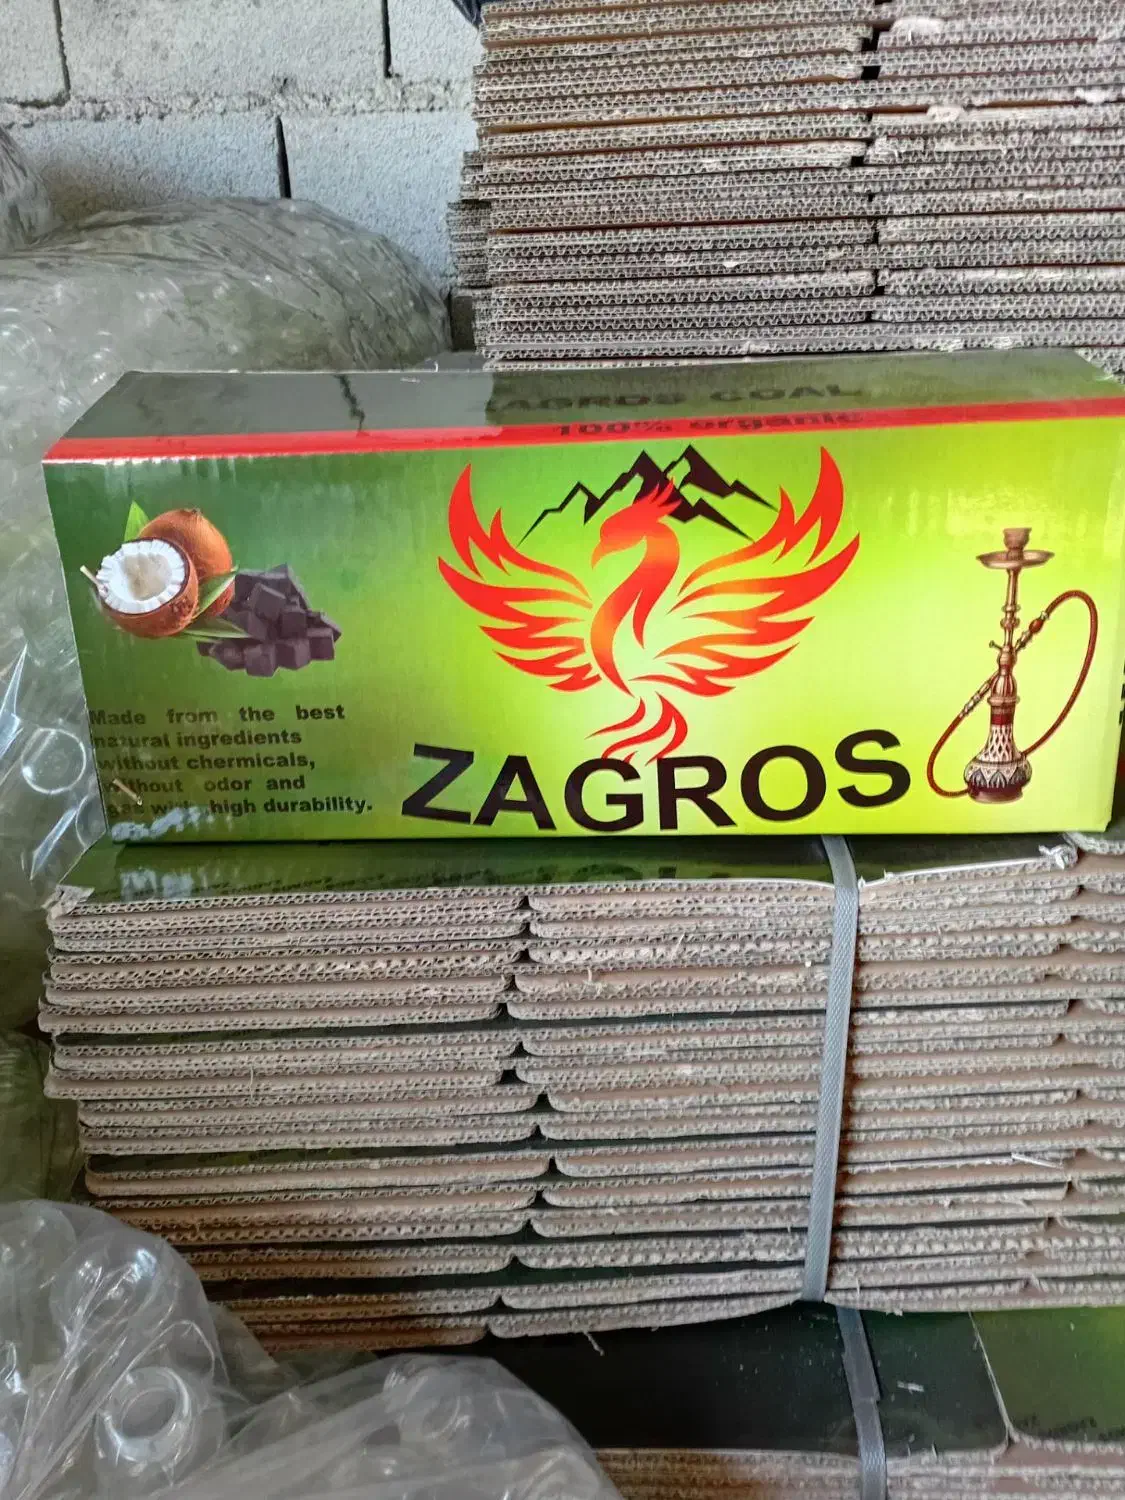 ZAGROS COAL
100% organic
Made from the best
natural ingredients
without chermicals,
without odor and
high durability.
ZAGROS